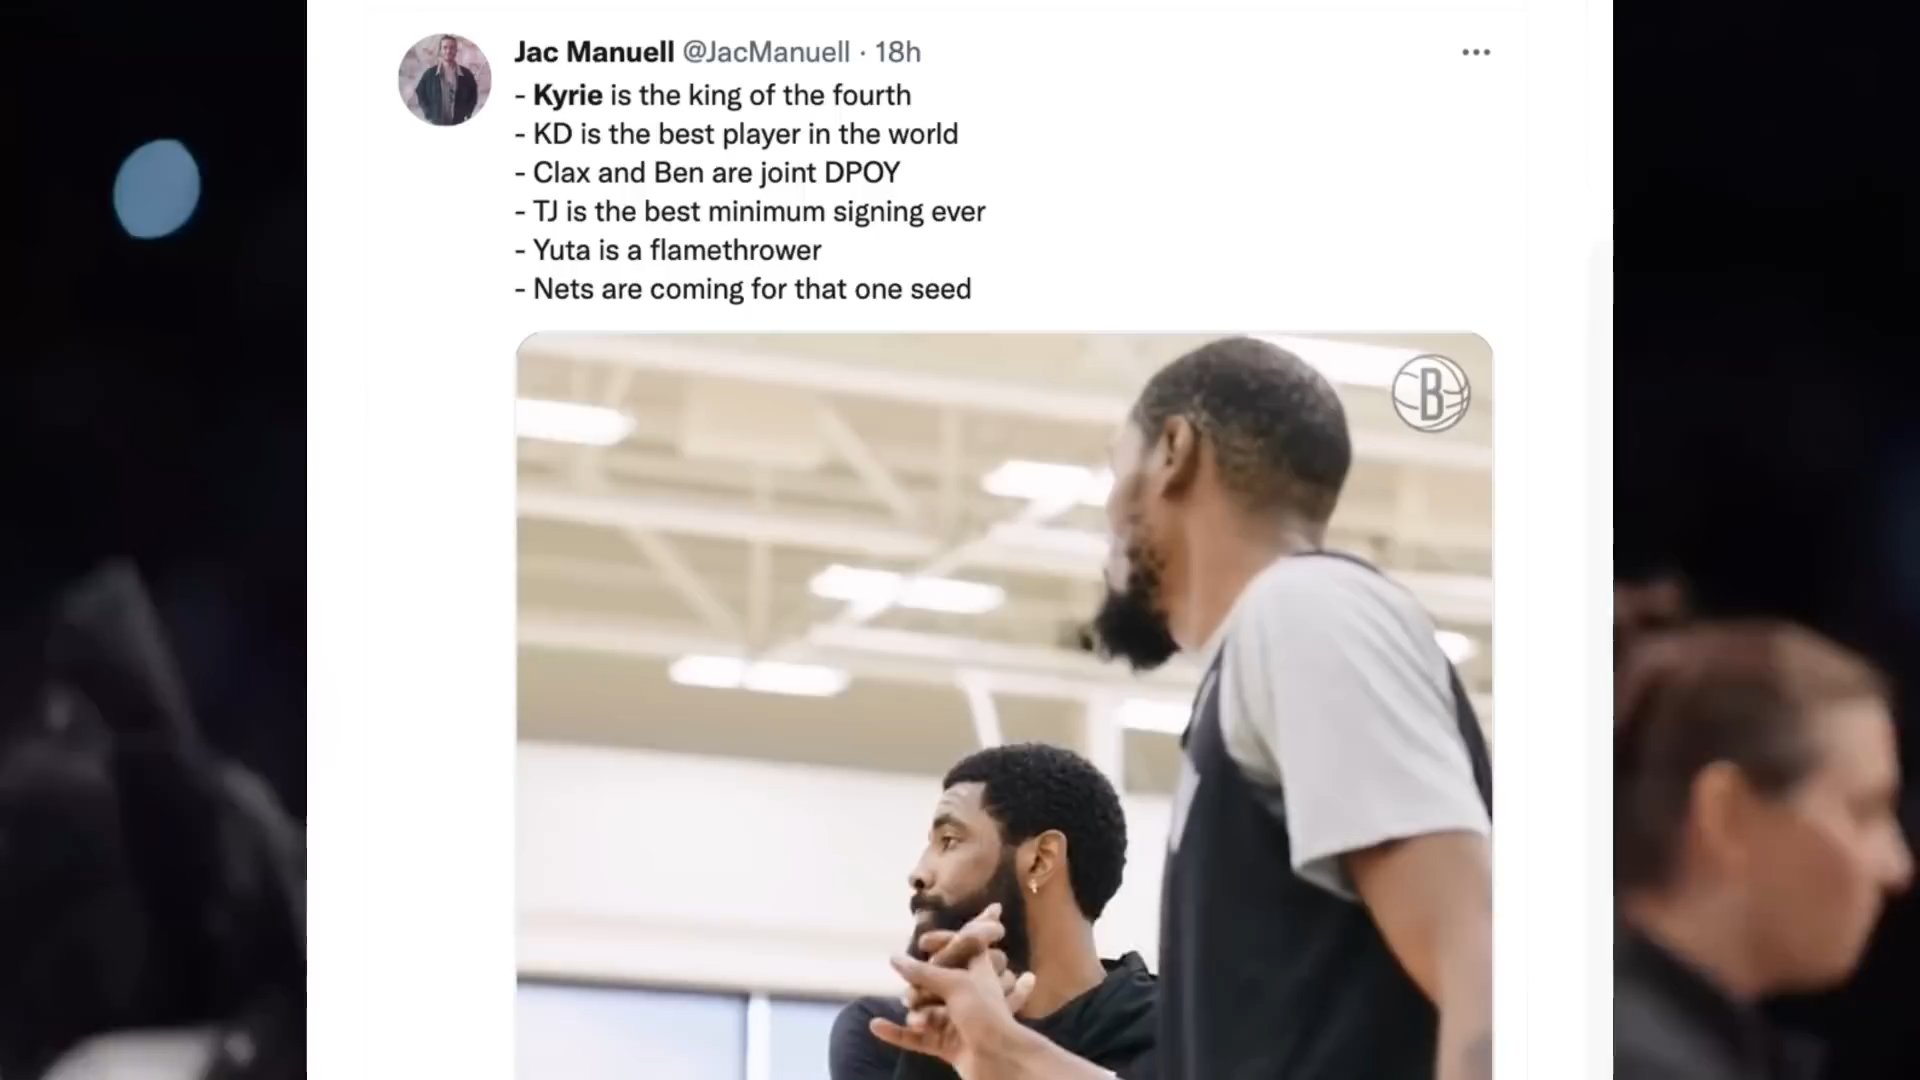 Jac Manuell @JacManuell · 18h
- Kyrie is the king of the fourth
- KD is the best player in the world
- Clax and Ben are joint DPOY
- TJ is the best minimum signing ever
- Yuta is a flamethrower
- Nets are coming for that one seed
B